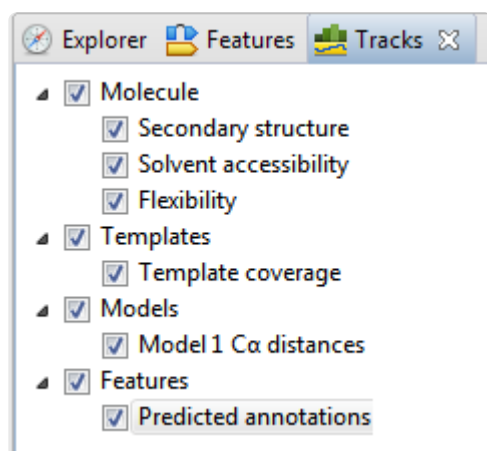 Explorer Features Tracks
Molecule
Secondary structure
Solvent accessibility
Flexibility
Templates
Template coverage
Models
Model 1 Cα distances
Features
Predicted annotations